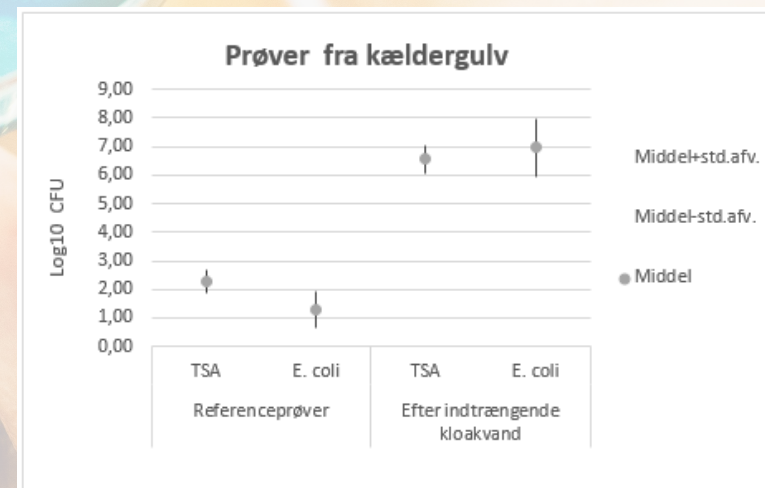 Prøver fra kældergulv
9,00
8,00
7,00
6,00
5,00
4,00
3,00
2,00
1,00
0,00
Log10 CFU
TSA E. coli TSA E. coli
Referenceprøver Efter indtrængende
kloakvand
Middel+std.afv.
Middel-std.afv.
Middel